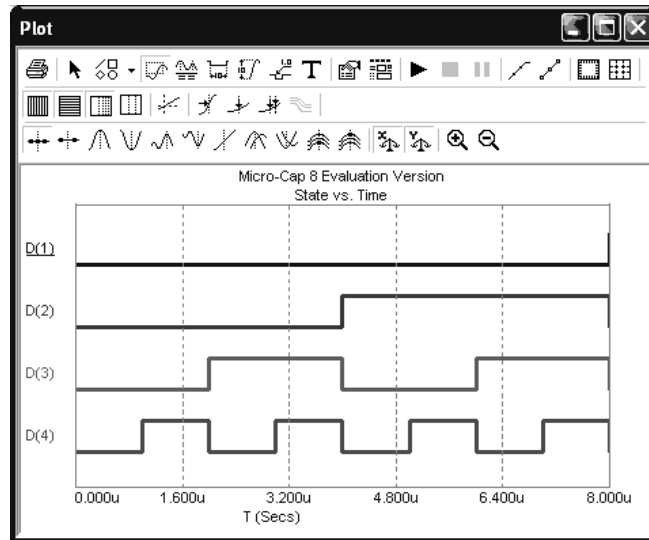 Plot
T
Micro-Cap 8 Evaluation Version
State vs. Time
D(1)
D(2)
D(3)
D(4)
0.000u 1.600u 3.200u 4.800u 6.400u 8.000u
T (Secs)